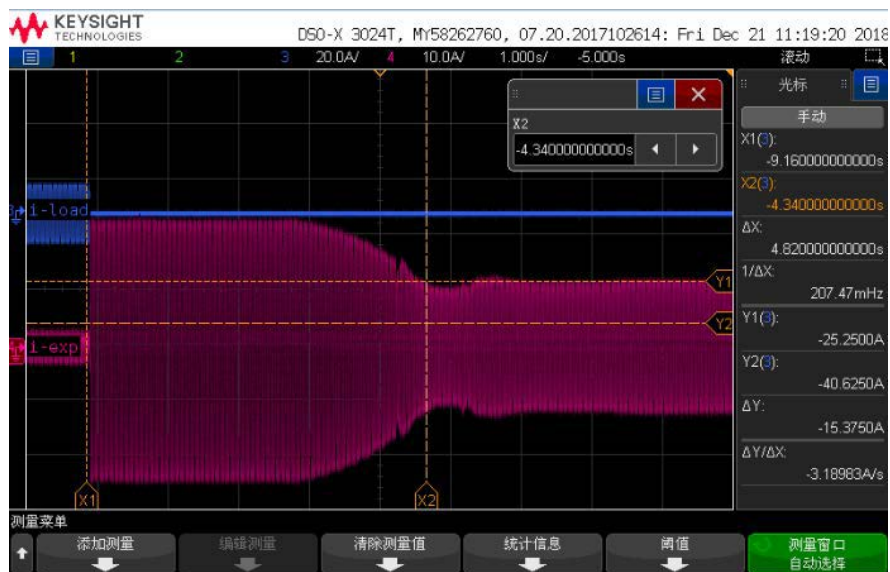 KEYSIGHT
TECHNOLOGIES
DSO-X 3024T, MY58262760, 07.20.2017102614: Fri Dec 21 11:19:20 2018
1 2 3 20.0A/ 4 10.0A/ 1.000s/ -5.000s 滚动
光标
X2
-4.340000000000s
手动
X1(3):
-9.160000000000s
X2(3):
-4.340000000000s
ΔX:
4.820000000000s
1/ΔX:
207.47mHz
Y1(3):
-25.2500A
Y2(3):
-40.6250A
ΔY:
-15.3750A
ΔY/ΔX:
-3.18983A/s
i-load
Y1
Y2
i-exp
X1 X2
测量菜单
添加测量 编辑测量 清除测量值 统计信息 阈值 测量窗口
自动选择